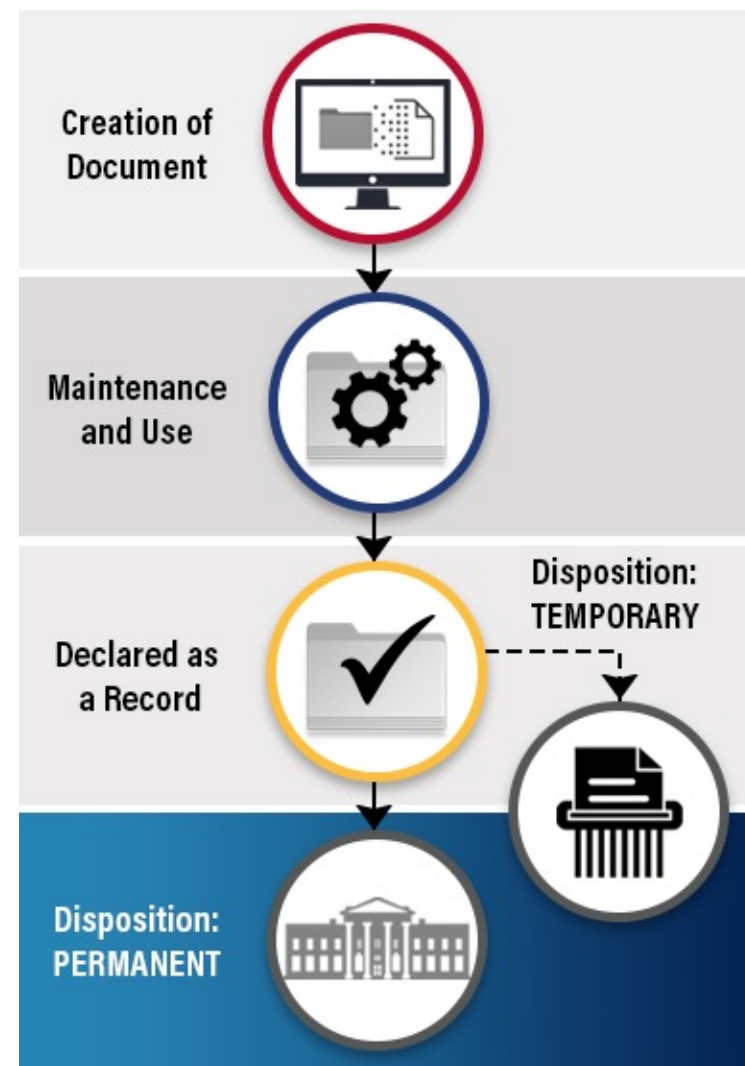 Creation of
Document
Maintenance
and Use
Declared as
a Record
Disposition:
TEMPORARY
Disposition:
PERMANENT